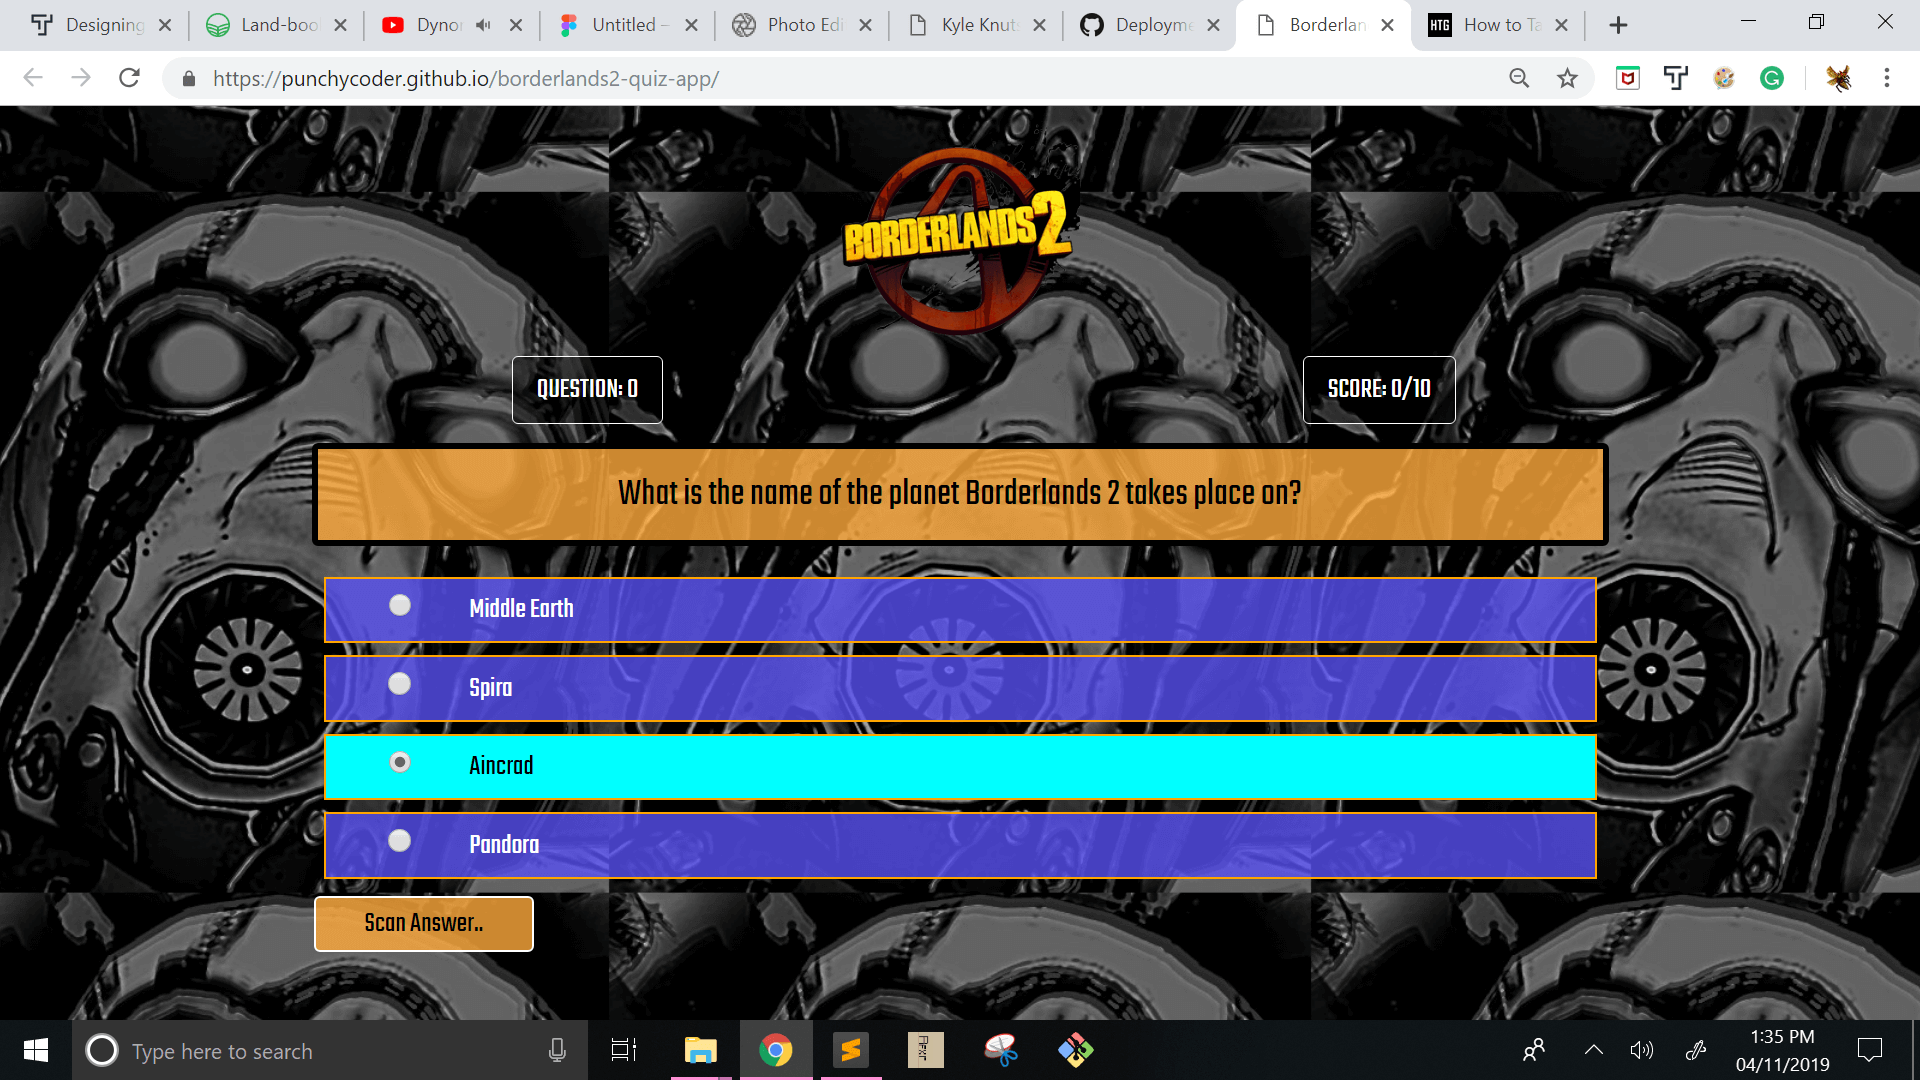 Designing
Land-boo
Dynor
Untitled –
Photo Edi
Kyle Knut
Deployme
Borderlan
HTG How to Ta
https://punchycoder.github.io/borderlands2-quiz-app/
BORDERLANDS 2
QUESTION: 0
SCORE: 0/10
What is the name of the planet Borderlands 2 takes place on?
Middle Earth
Spira
Aincrad
Pandora
Scan Answer..
Type here to search
1:35 PM
04/11/2019